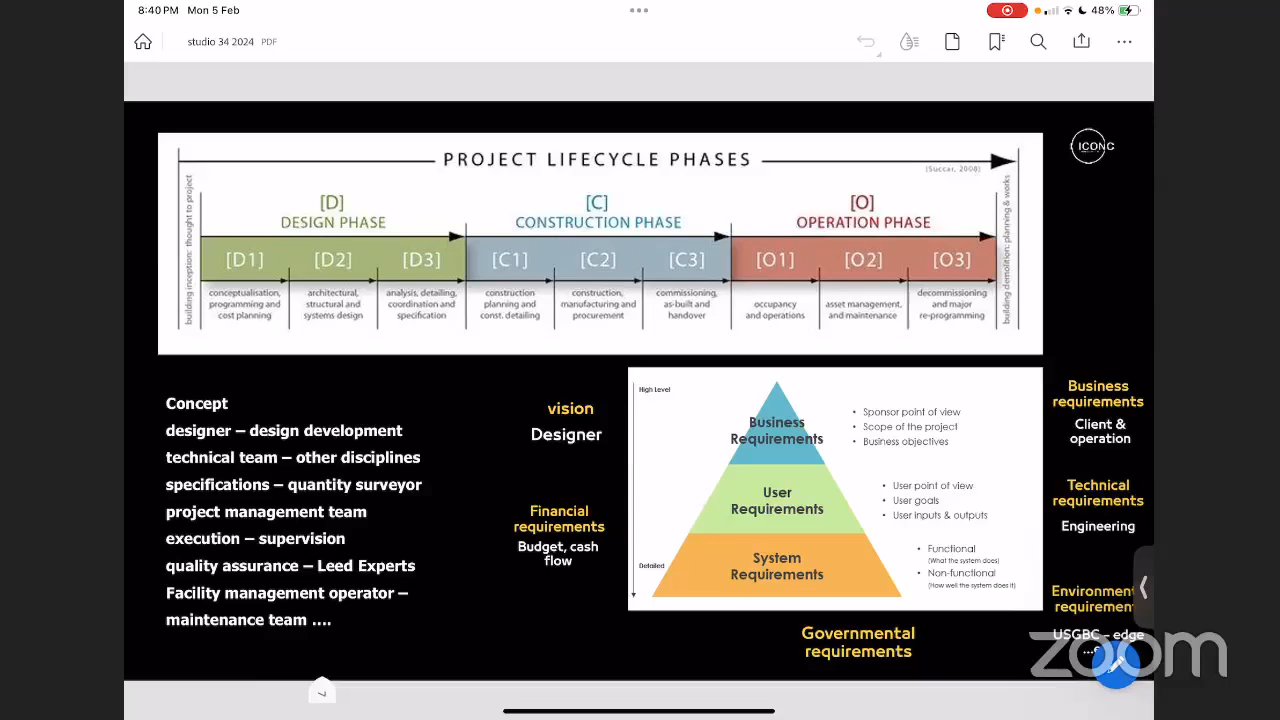 8:40 PM Mon 5 Feb
48%
studio 34 2024 PDF
PROJECT LIFECYCLE PHASES
(Succar, 2008)
ICONC
building inception: thought to project
[D]
DESIGN PHASE
[C]
CONSTRUCTION PHASE
[O]
OPERATION PHASE
[D1] [D2] [D3] [C1] [C2] [C3] [O1] [O2] [O3]
conceptualisation,
programming and
cost planning
architectural,
structural and
systems design
analysis, detailing,
coordination and
specification
construction
planning and
const. detailing
construction,
manufacturing and
procurement
commissioning,
as-built and
handover
occupancy
and operations
asset management,
and maintenance
decommissioning
and major
re-programming
building demolition: planning & works
Concept
designer – design development
technical team – other disciplines
specifications – quantity surveyor
project management team
execution – supervision
quality assurance – Leed Experts
Facility management operator –
maintenance team ....
vision
Designer
Financial
requirements
Budget, cash
flow
High Level
Detailed
Business
Requirements
• Sponsor point of view
• Scope of the project
• Business objectives
User
Requirements
• User point of view
• User goals
• User inputs & outputs
System
Requirements
• Functional
(What the system does)
• Non-functional
(How well the system does it)
Governmental
requirements
Business
requirements
Client &
operation
Technical
requirements
Engineering
Environment
requirement
USGBC – edge
zoom